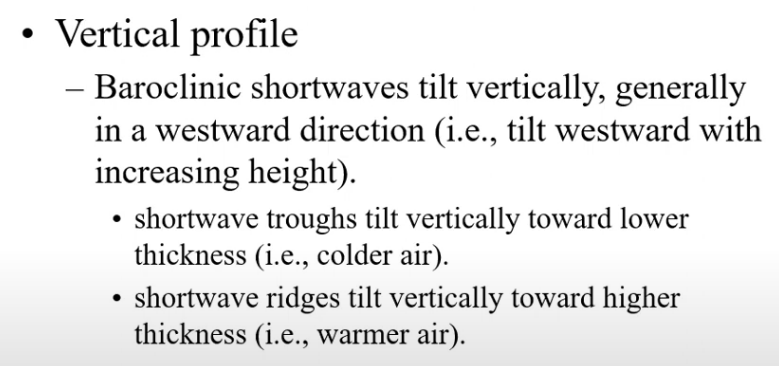 • Vertical profile
– Baroclinic shortwaves tilt vertically, generally
in a westward direction (i.e., tilt westward with
increasing height).
• shortwave troughs tilt vertically toward lower
thickness (i.e., colder air).
• shortwave ridges tilt vertically toward higher
thickness (i.e., warmer air).